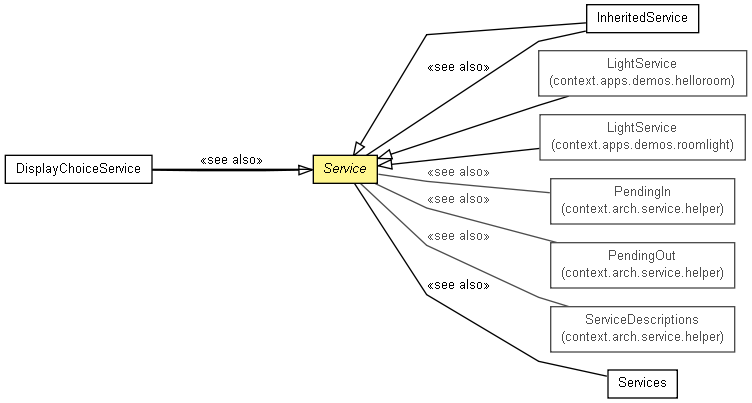 InheritedService
«see also»
LightService
(context.apps.demos.helloroom)
LightService
(context.apps.demos.roomlight)
DisplayChoiceService
«see also»
Service
«see also»
PendingIn
(context.arch.service.helper)
«see also»
PendingOut
(context.arch.service.helper)
«see also»
ServiceDescriptions
(context.arch.service.helper)
«see also»
Services